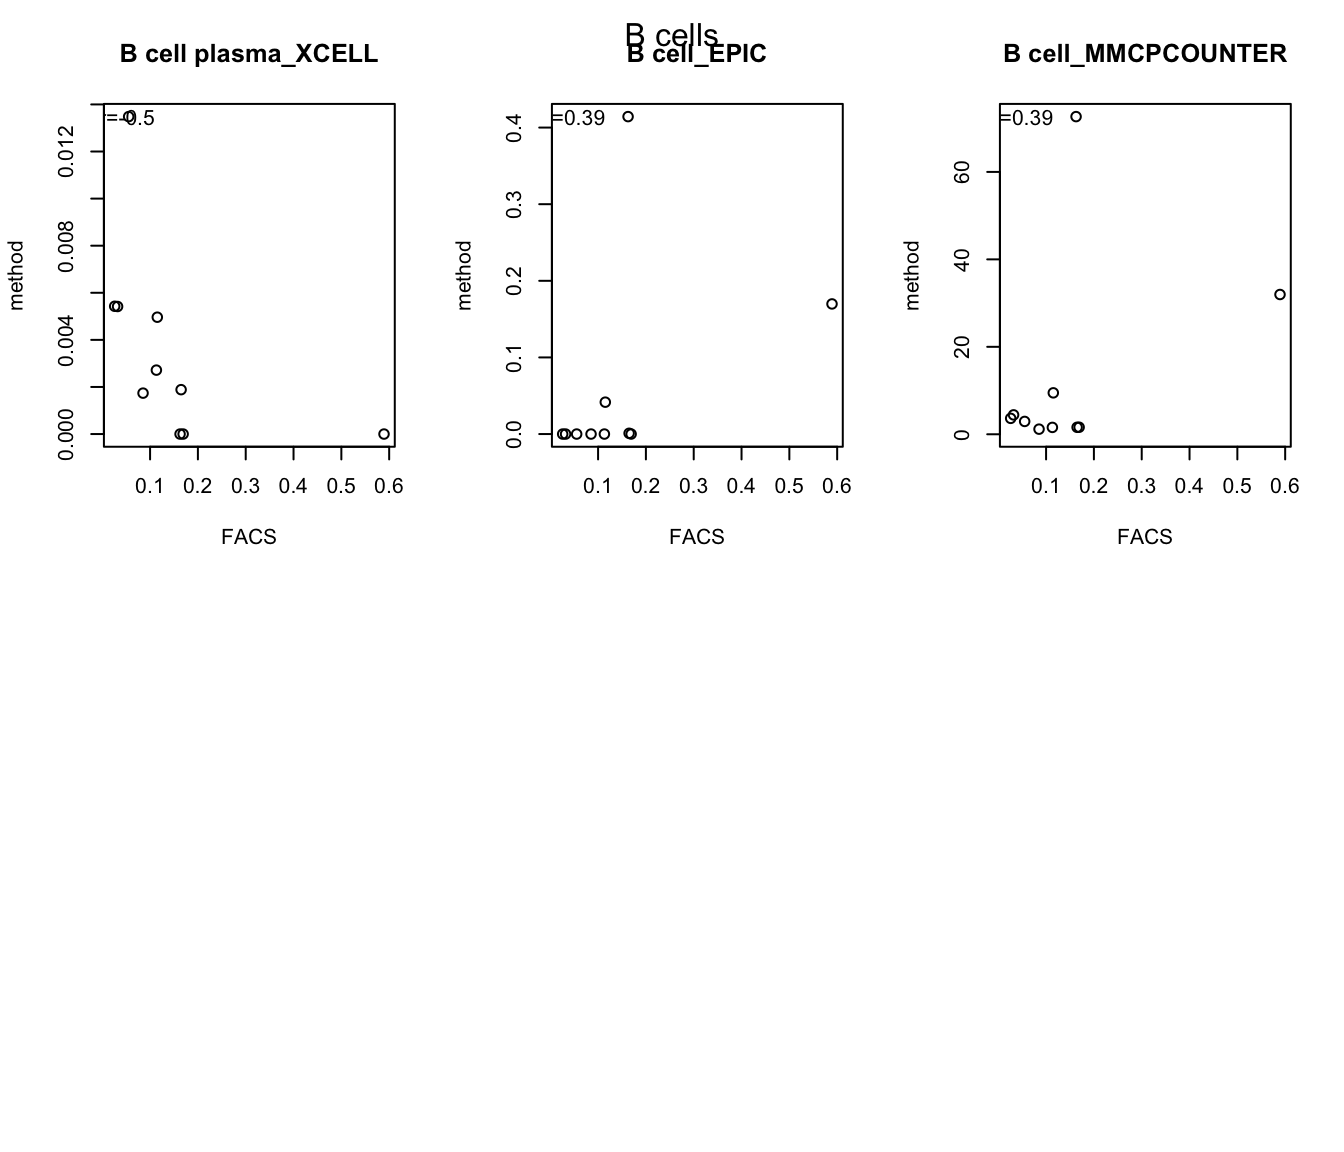 B cells
B cell plasma_XCELL
=-0.5
0.000 0.004 0.008 0.012
method
0.1 0.2 0.3 0.4 0.5 0.6
FACS
B cell_EPIC
=0.39
0.0 0.1 0.2 0.3 0.4
method
0.1 0.2 0.3 0.4 0.5 0.6
FACS
B cell_MMCPCOUNTER
=0.39
0 20 40 60
method
0.1 0.2 0.3 0.4 0.5 0.6
FACS